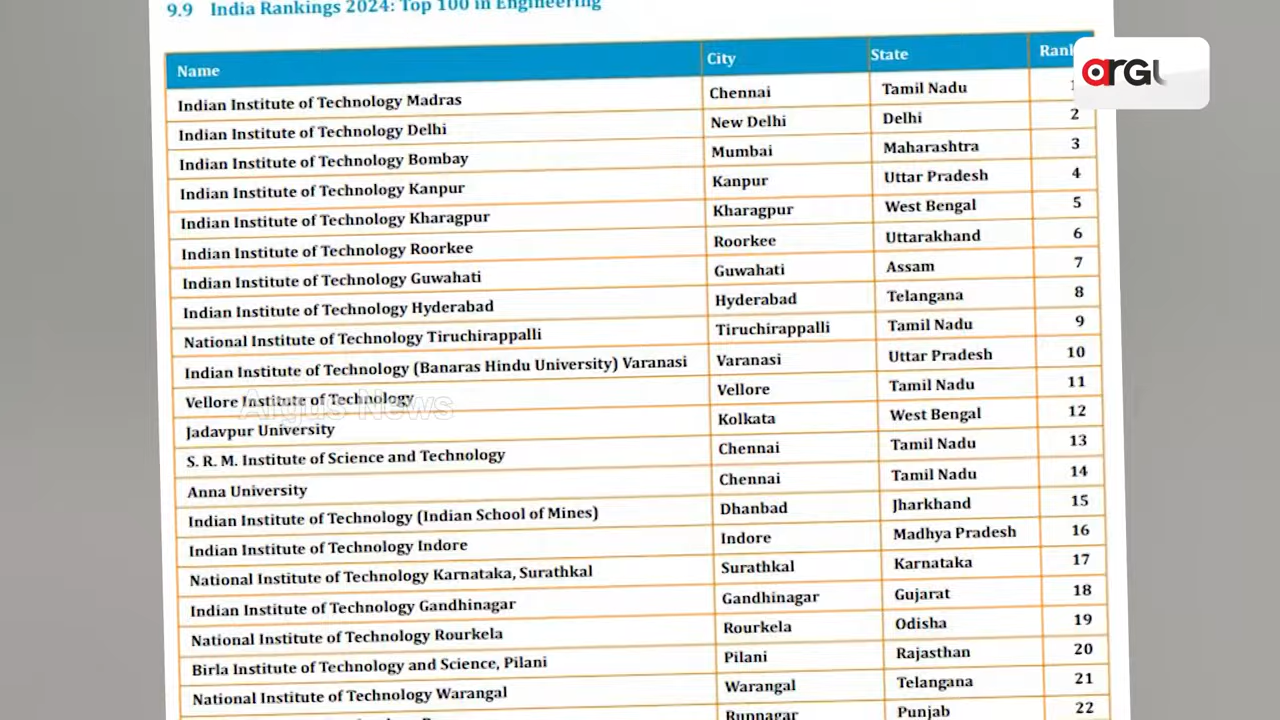 9.9 India Rankings 2024: Top 100 in Engineering
Name City State Rank
Indian Institute of Technology Madras Chennai Tamil Nadu 1
Indian Institute of Technology Delhi New Delhi Delhi 2
Indian Institute of Technology Bombay Mumbai Maharashtra 3
Indian Institute of Technology Kanpur Kanpur Uttar Pradesh 4
Indian Institute of Technology Kharagpur Kharagpur West Bengal 5
Indian Institute of Technology Roorkee Roorkee Uttarakhand 6
Indian Institute of Technology Guwahati Guwahati Assam 7
Indian Institute of Technology Hyderabad Hyderabad Telangana 8
National Institute of Technology Tiruchirappalli Tiruchirappalli Tamil Nadu 9
Indian Institute of Technology (Banaras Hindu University) Varanasi Varanasi Uttar Pradesh 10
Vellore Institute of Technology Vellore Tamil Nadu 11
Jadavpur University Kolkata West Bengal 12
S. R. M. Institute of Science and Technology Chennai Tamil Nadu 13
Anna University Chennai Tamil Nadu 14
Indian Institute of Technology (Indian School of Mines) Dhanbad Jharkhand 15
Indian Institute of Technology Indore Indore Madhya Pradesh 16
National Institute of Technology Karnataka, Surathkal Surathkal Karnataka 17
Indian Institute of Technology Gandhinagar Gandhinagar Gujarat 18
National Institute of Technology Rourkela Rourkela Odisha 19
Birla Institute of Technology and Science, Pilani Pilani Rajasthan 20
National Institute of Technology Warangal Warangal Telangana 21
Rupnagar Punjab 22
arGU
Argus News